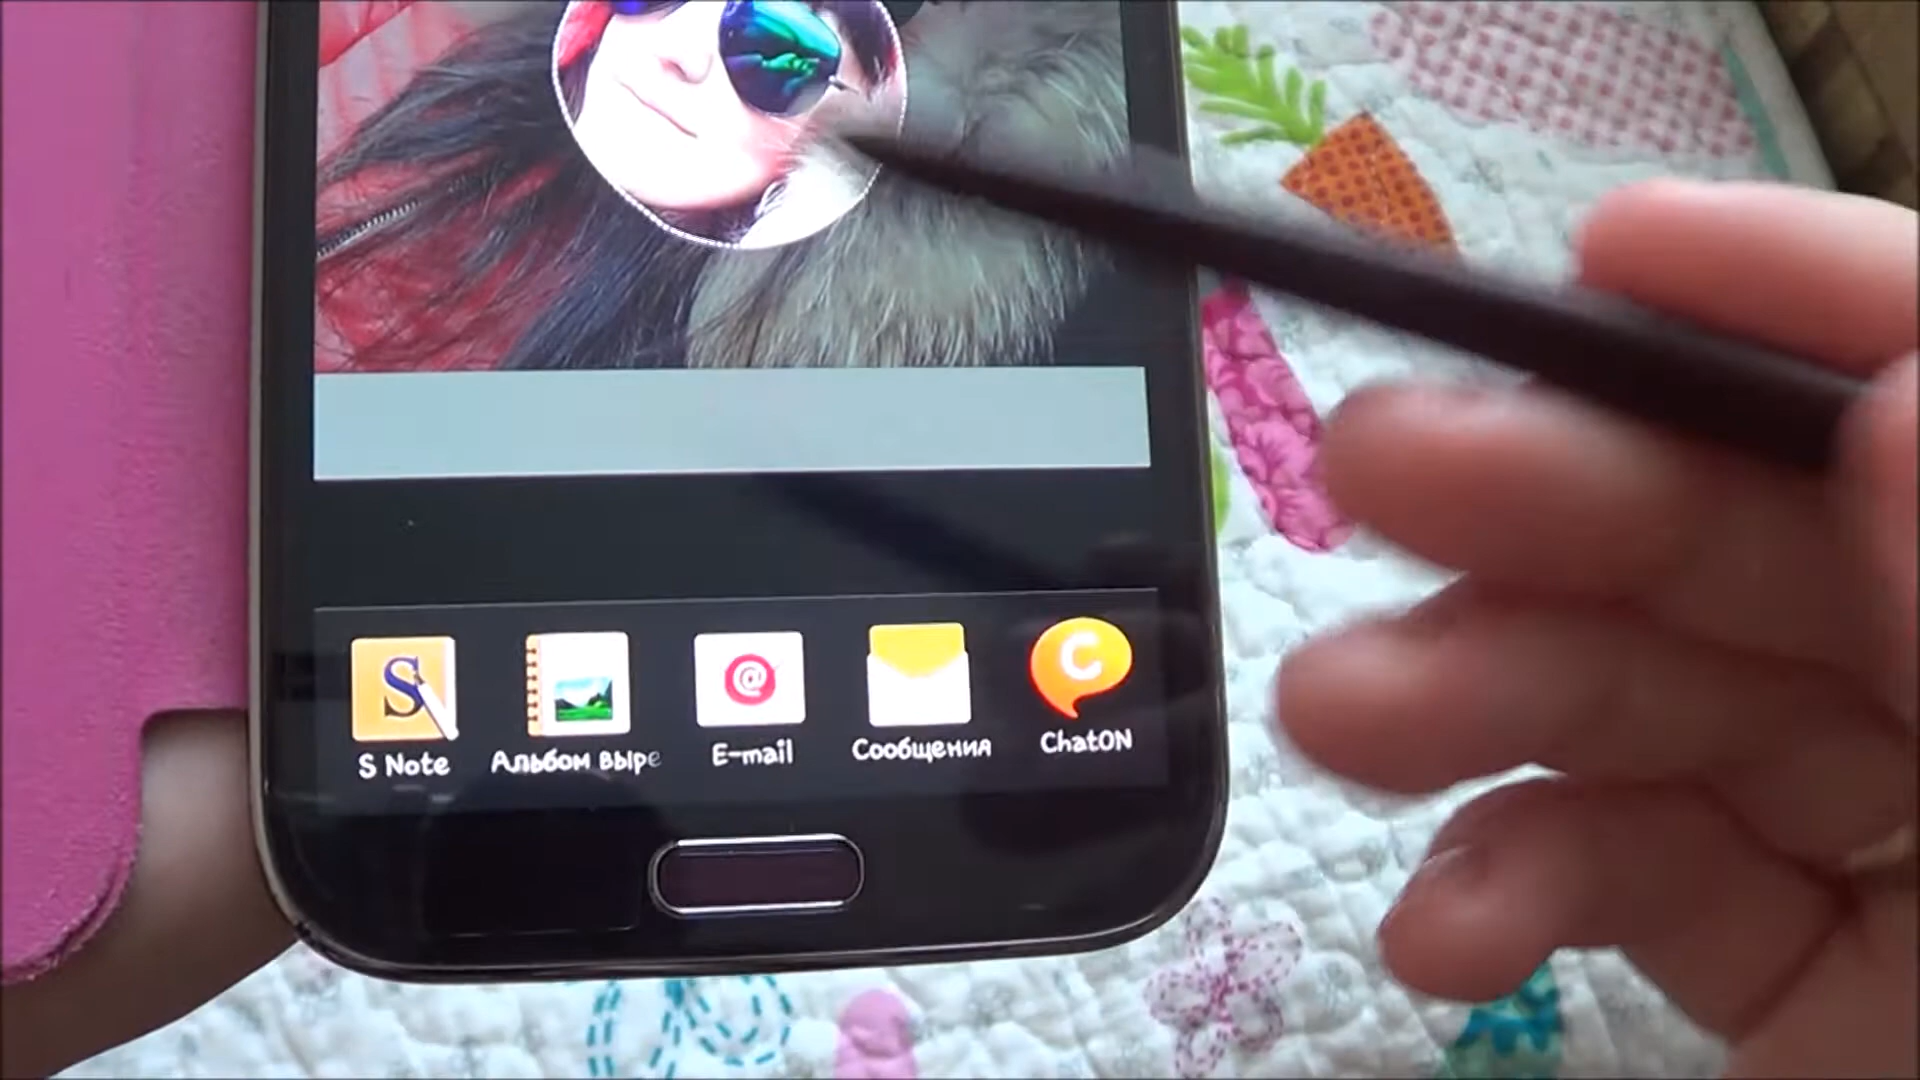 S
@
C
S Note
Альбом выре
E-mail
Сообщения
ChatON